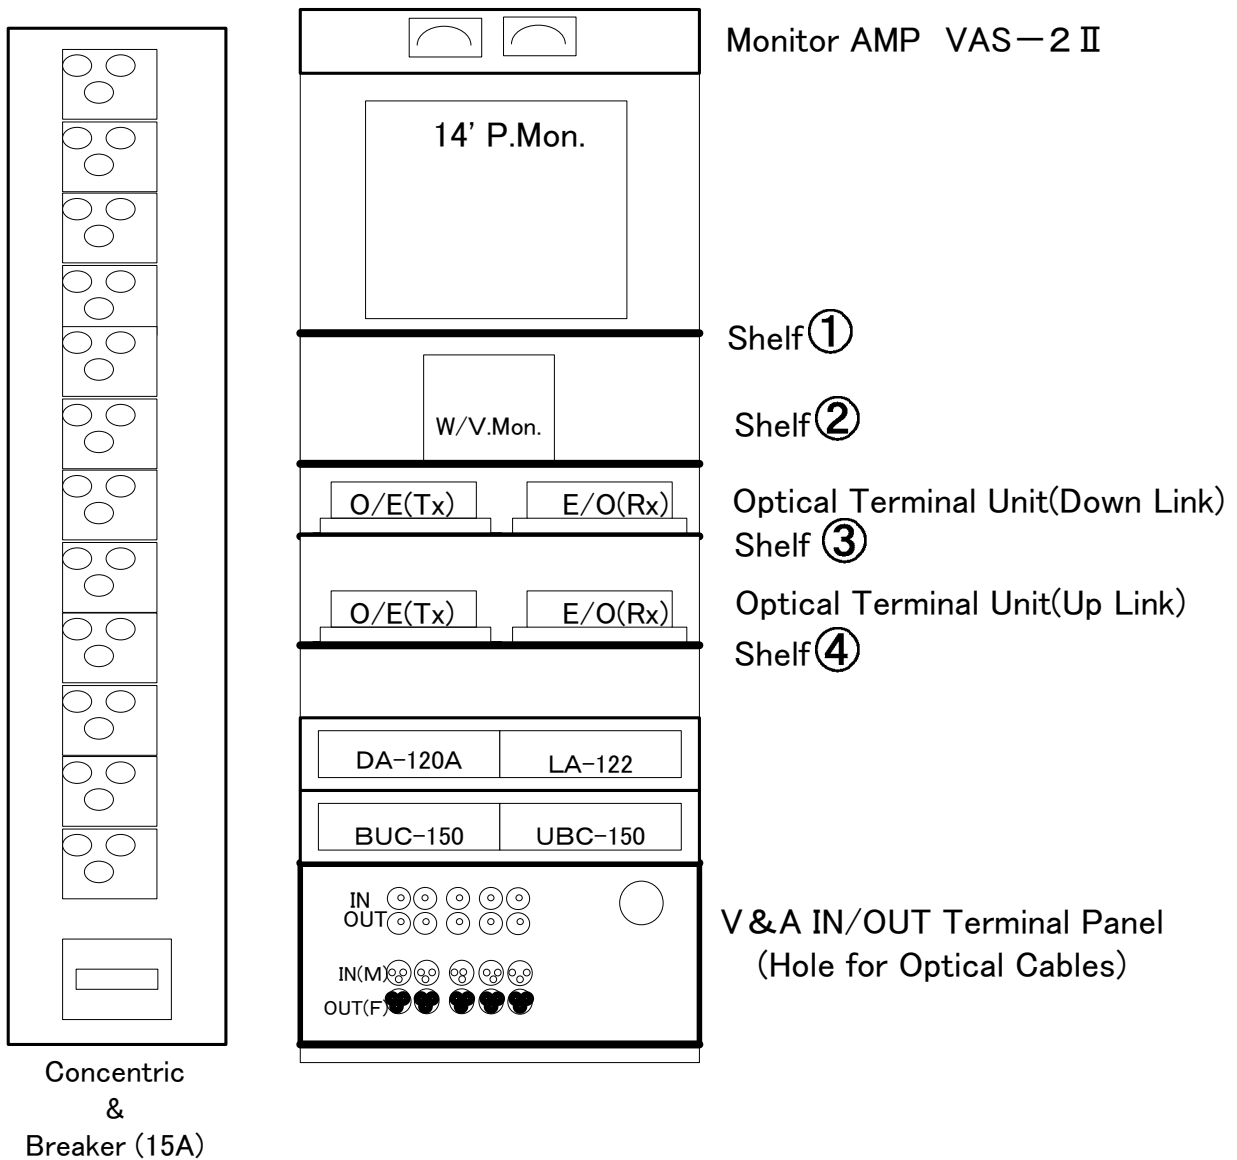 Monitor AMP VAS－2Ⅱ
14' P.Mon.
Shelf①
W/V.Mon.
Shelf②
O/E(Tx) E/O(Rx)
Optical Terminal Unit(Down Link)
Shelf ③
O/E(Tx) E/O(Rx)
Optical Terminal Unit(Up Link)
Shelf④
DA-120A LA-122
BUC-150 UBC-150
IN
OUT
IN(M)
OUT(F)
V&A IN/OUT Terminal Panel
(Hole for Optical Cables)
Concentric
&
Breaker (15A)